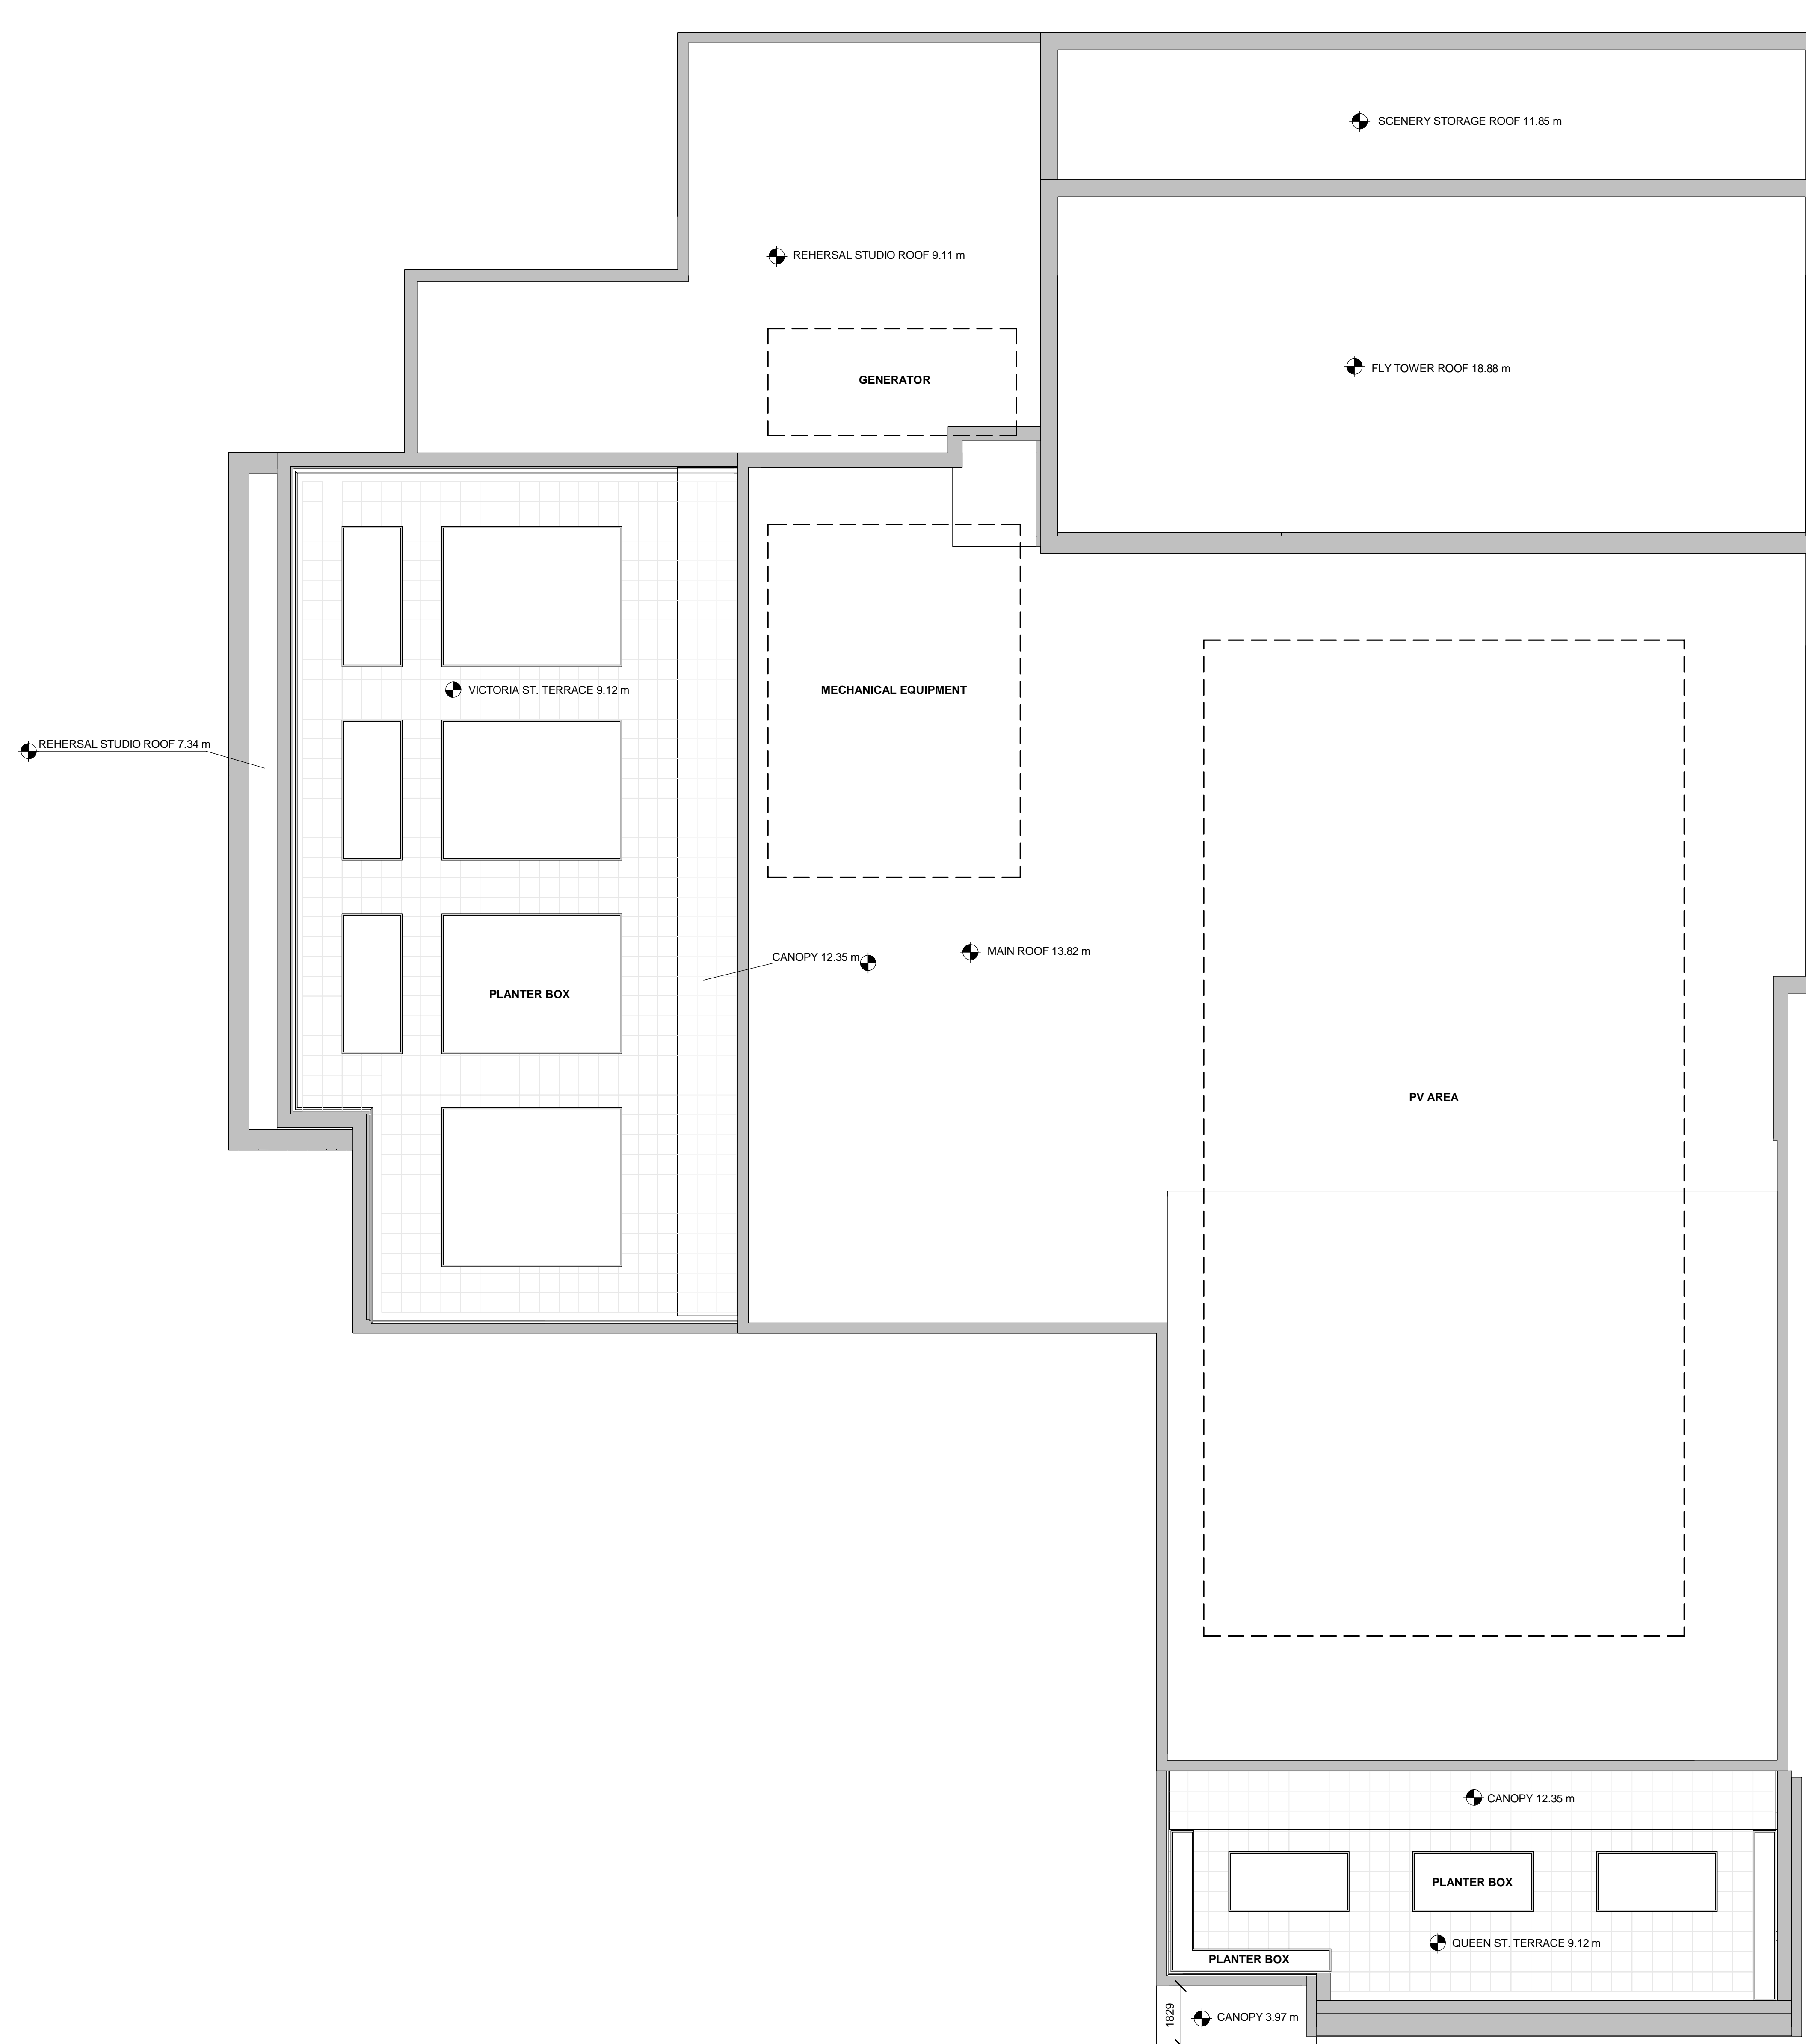 SCENERY STORAGE ROOF 11.85 m
REHERSAL STUDIO ROOF 9.11 m
FLY TOWER ROOF 18.88 m
GENERATOR
VICTORIA ST. TERRACE 9.12 m
MECHANICAL EQUIPMENT
REHERSAL STUDIO ROOF 7.34 m
MAIN ROOF 13.82 m
CANOPY 12.35 m
PLANTER BOX
PV AREA
CANOPY 12.35 m
PLANTER BOX
QUEEN ST. TERRACE 9.12 m
PLANTER BOX
1829
CANOPY 3.97 m